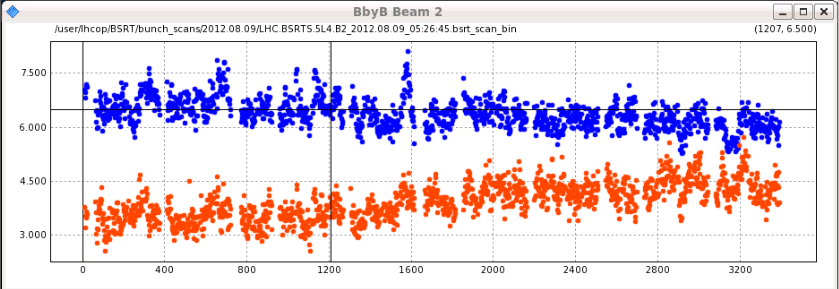 BbyB Beam 2
/user/lhcop/BSRT/bunch_scans/2012.08.09/LHC.BSRTS.5L4.B2_2012.08.09_05:26:45.bsrt_scan_bin (1207, 6.500)
7.500
6.000
4.500
3.000
0 400 800 1200 1600 2000 2400 2800 3200